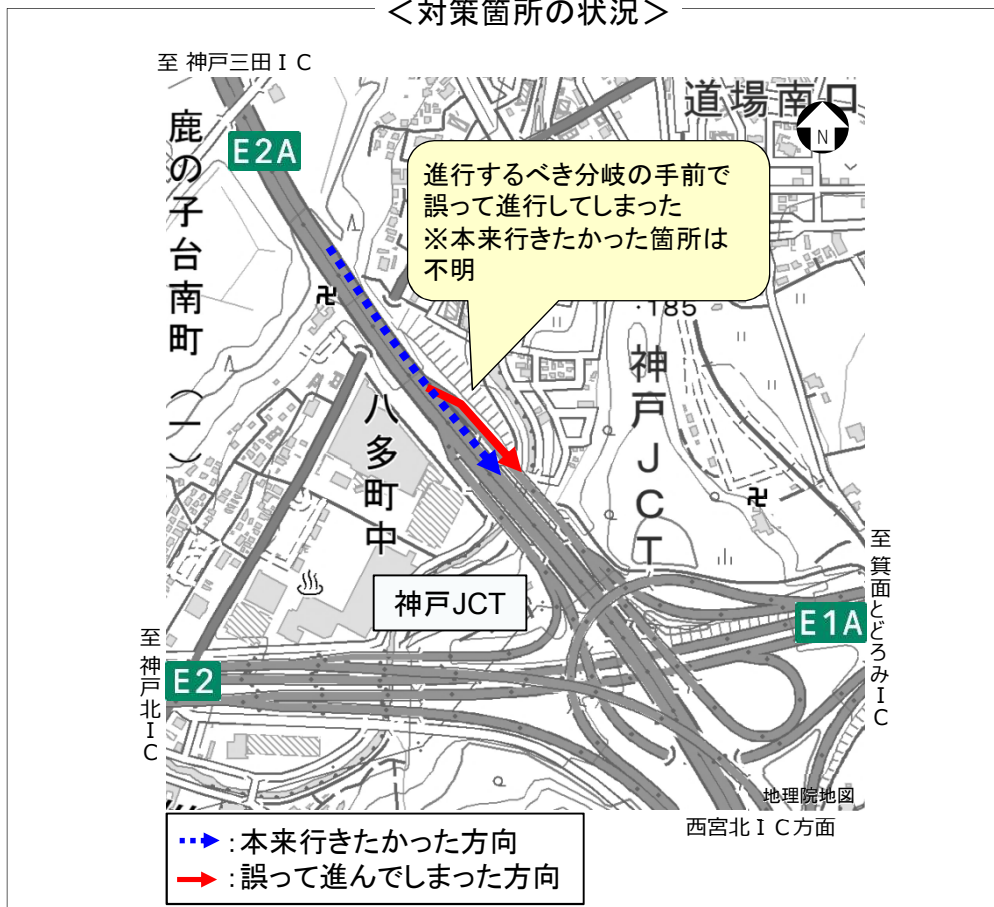 ＜対策箇所の状況＞
至 神戸三田ＩＣ
道場南口
鹿の子台南町（一）
E2A
N
進行するべき分岐の手前で
誤って進行してしまった
※本来行きたかった箇所は
不明
·185
神戸ＪＣＴ
八多町中
神戸JCT
至 箕面とどろみＩＣ
E1A
至 神戸北ＩＣ
E2
地理院地図
西宮北ＩＣ方面
：本来行きたかった方向
：誤って進んでしまった方向